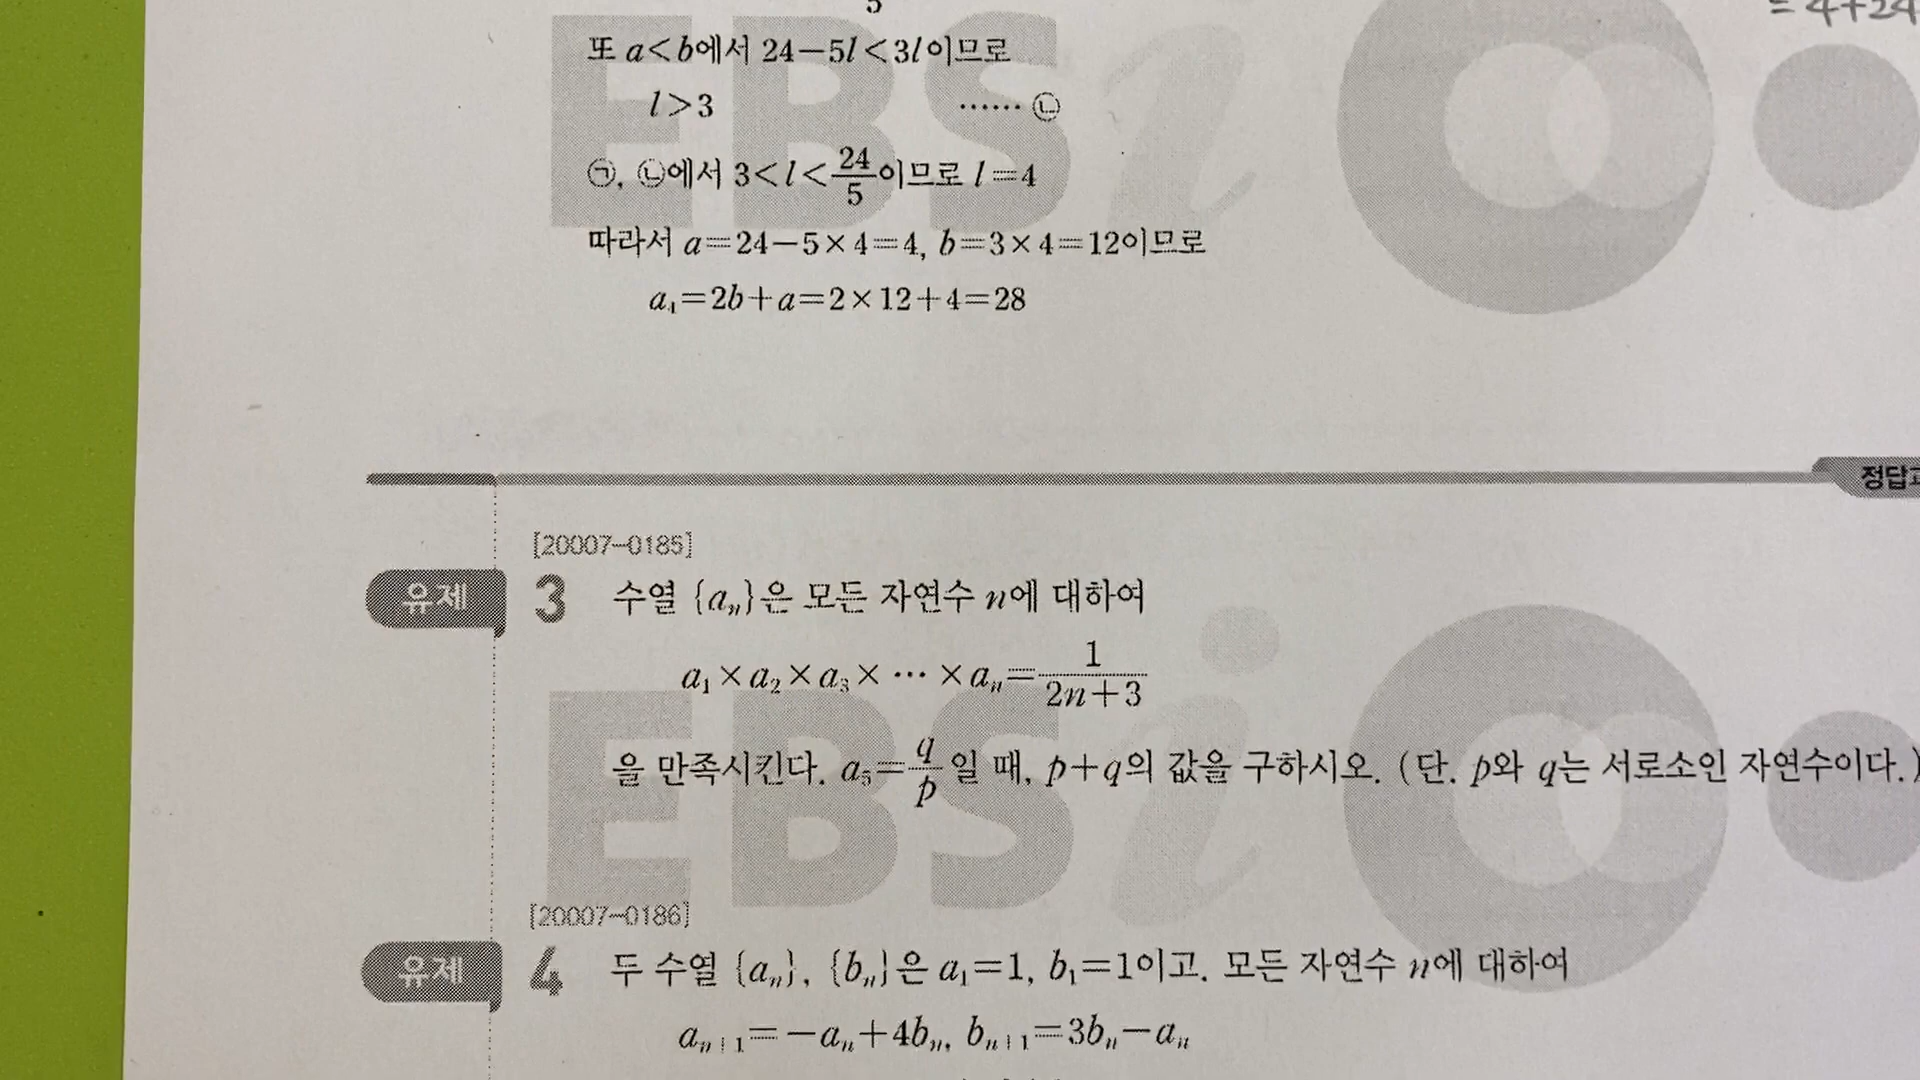 5
= 4+24
또 a<b에서 24−5l<3l이므로
l>3 ······ ㉡
㉠, ㉡에서 3<l<24/5이므로 l=4
따라서 a=24−5×4=4, b=3×4=12이므로
a₁=2b+a=2×12+4=28
정답과
[20007-0185]
유제 3 수열 {aₙ}은 모든 자연수 n에 대하여
a₁×a₂×a₃× ··· ×aₙ=1/(2n+3)
을 만족시킨다. a₅=q/p일 때, p+q의 값을 구하시오. (단, p와 q는 서로소인 자연수이다.)
[20007-0186]
유제 4 두 수열 {aₙ}, {bₙ}은 a₁=1, b₁=1이고, 모든 자연수 n에 대하여
aₙ₊₁=−aₙ+4bₙ, bₙ₊₁=3bₙ−aₙ
EBSi
EBSi